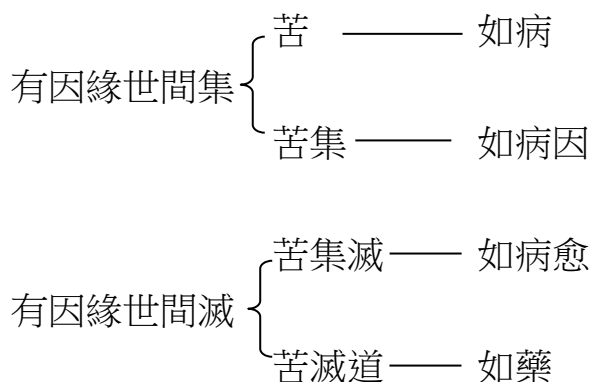 苦 如病
有因緣世間集
苦集 如病因
苦集滅 如病愈
有因緣世間滅
苦滅道 如藥